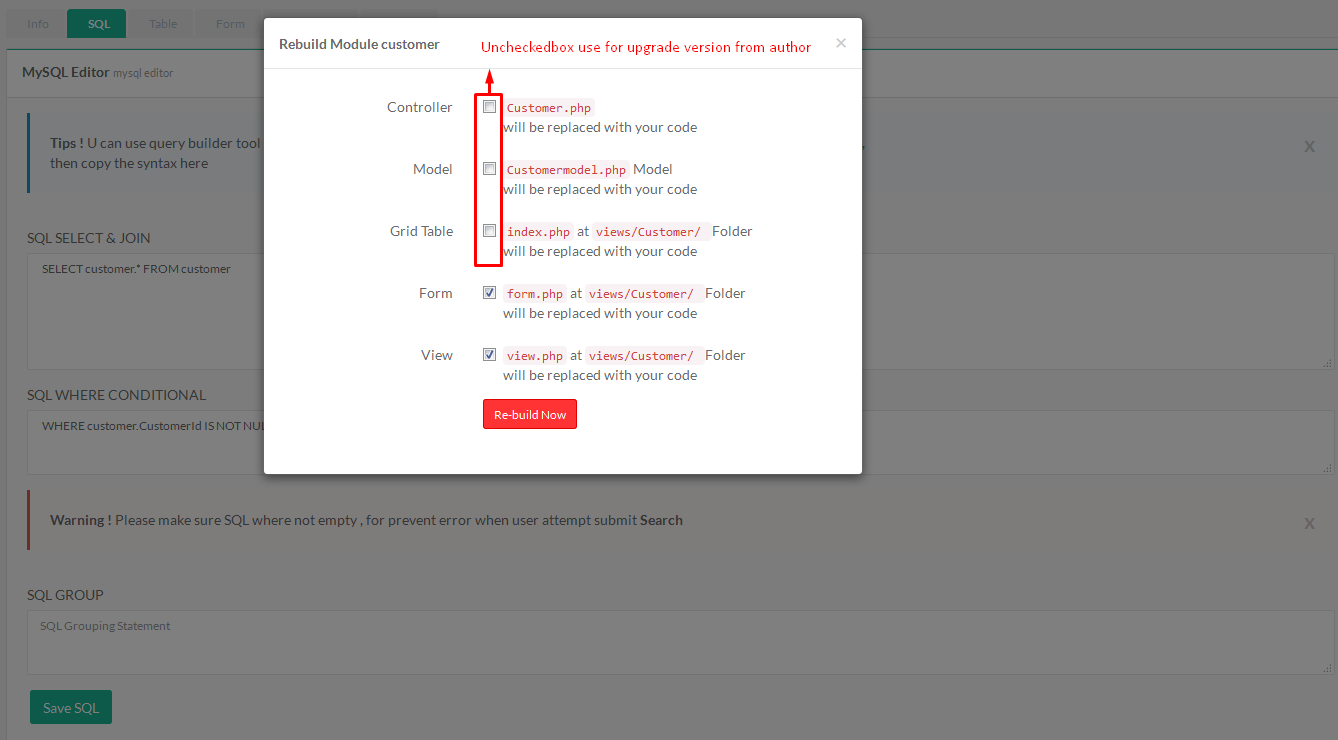 Info SQL Table Form
Rebuild Module customer Uncheckedbox use for upgrade version from author ×
MySQL Editor mysql editor
Controller Customer.php
will be replaced with your code
Tips ! U can use query builder tool
then copy the syntax here
X
Model Customermodel.php Model
will be replaced with your code
Grid Table index.php at views/Customer/ Folder
will be replaced with your code
SQL SELECT & JOIN
SELECT customer.* FROM customer
Form form.php at views/Customer/ Folder
will be replaced with your code
View view.php at views/Customer/ Folder
will be replaced with your code
Re-build Now
SQL WHERE CONDITIONAL
WHERE customer.CustomerId IS NOT NUL
Warning ! Please make sure SQL where not empty , for prevent error when user attempt submit Search
X
SQL GROUP
SQL Grouping Statement
Save SQL